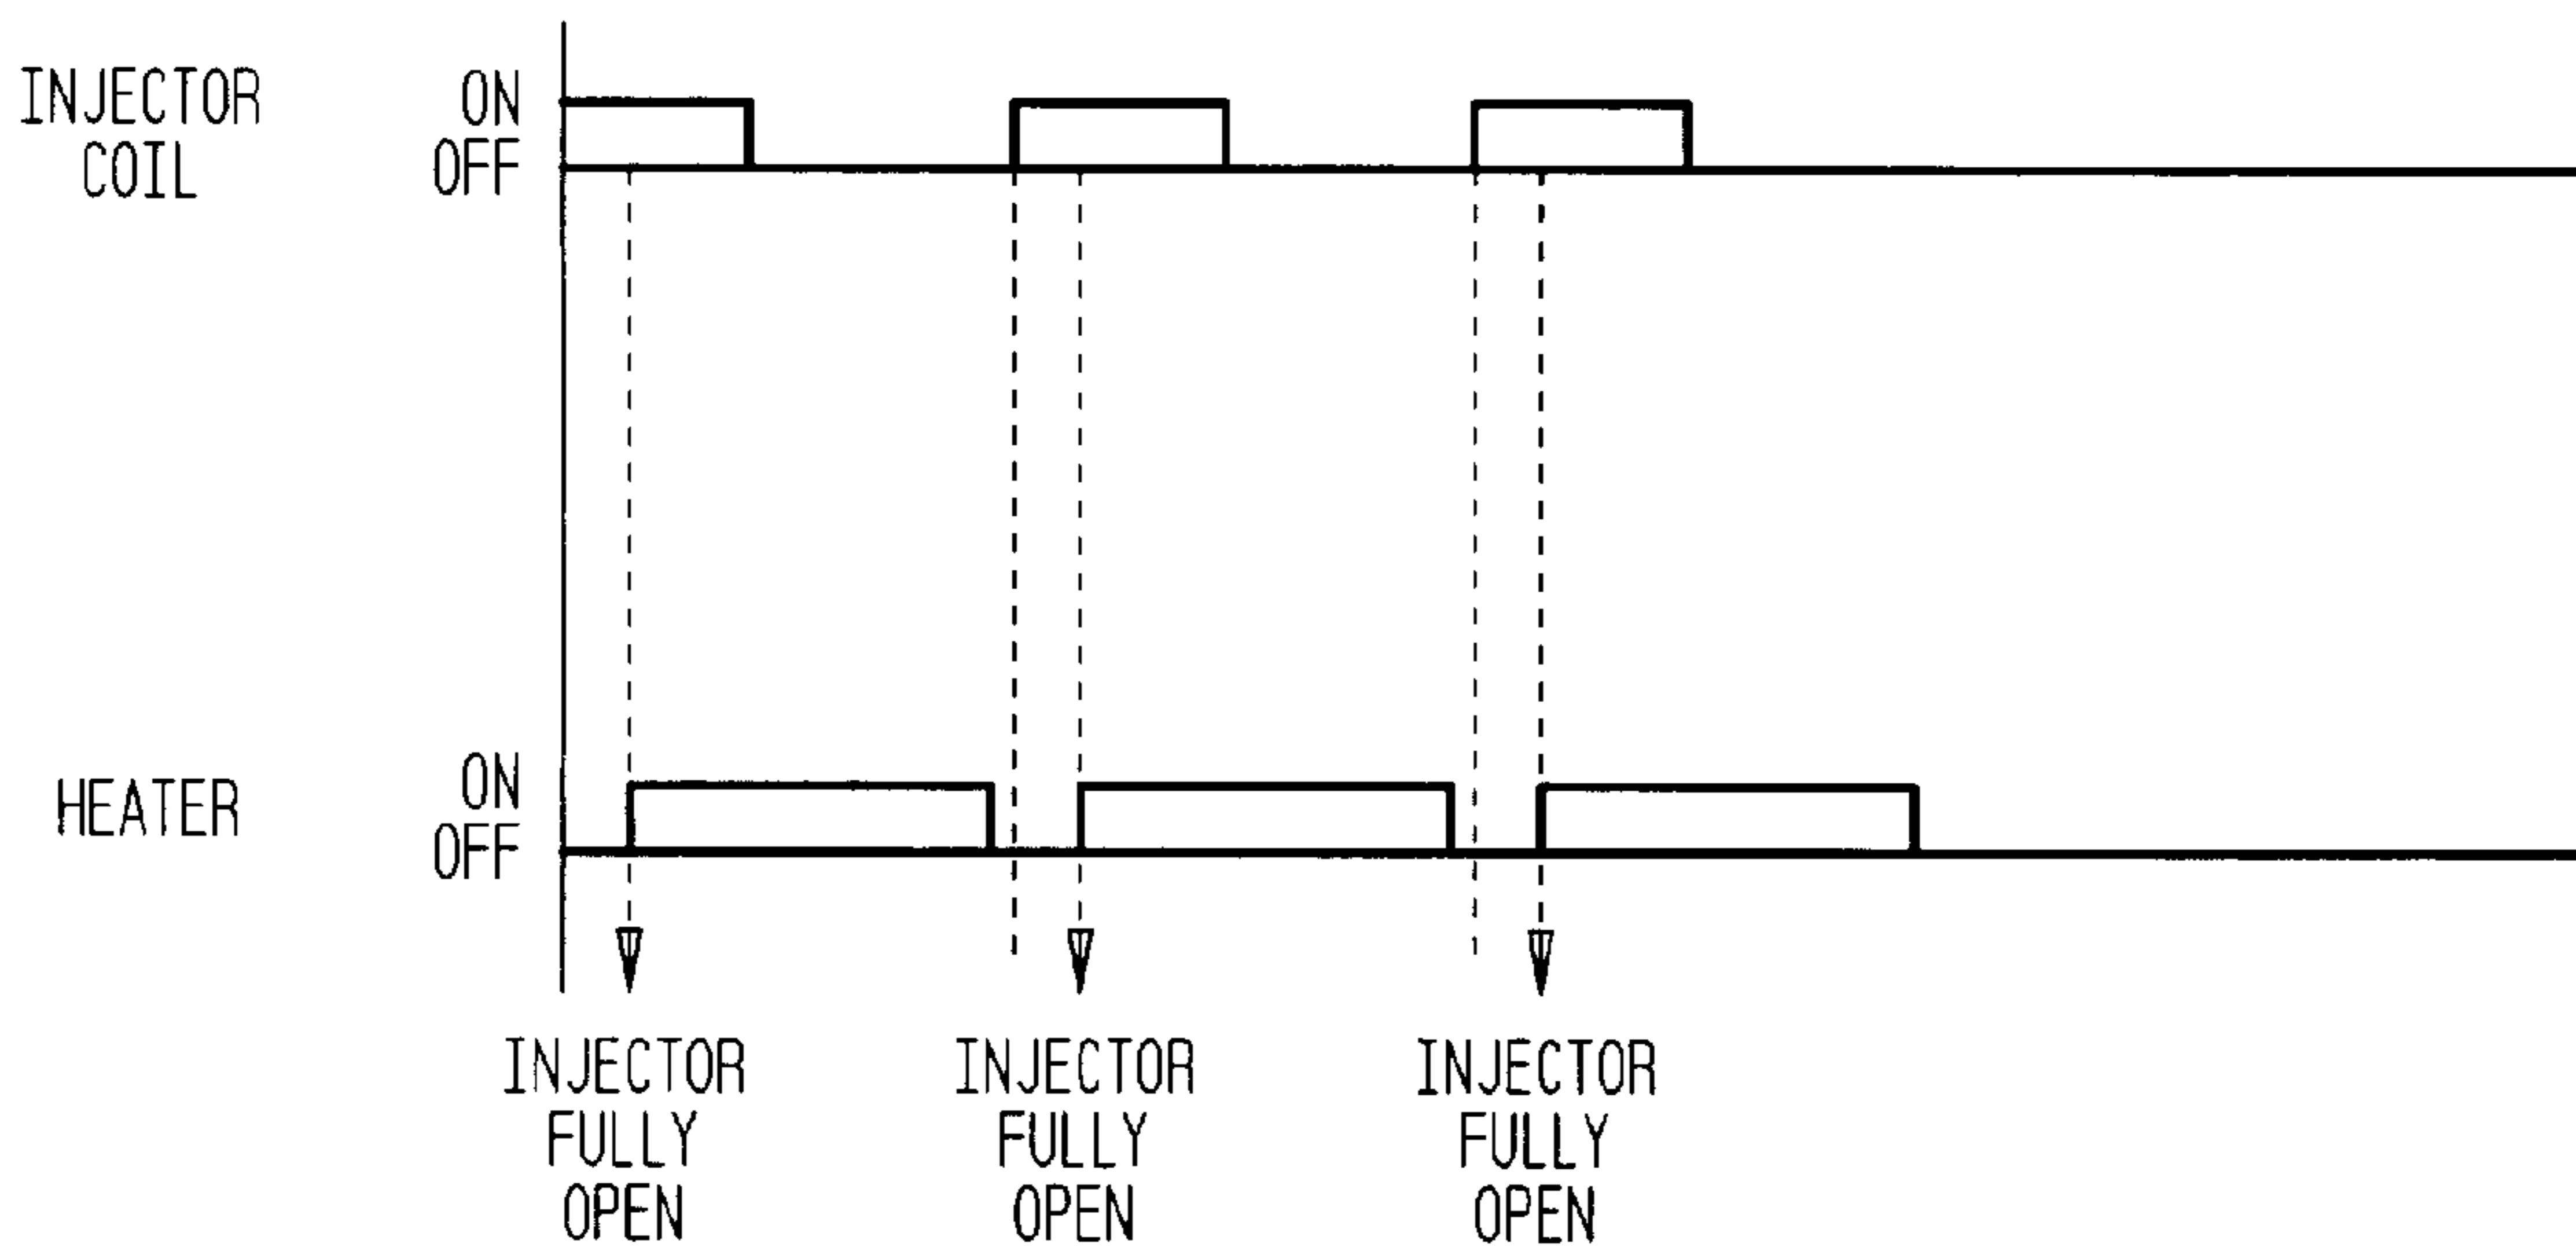 INJECTOR
COIL
ON
OFF
HEATER
ON
OFF
INJECTOR
FULLY
OPEN
INJECTOR
FULLY
OPEN
INJECTOR
FULLY
OPEN